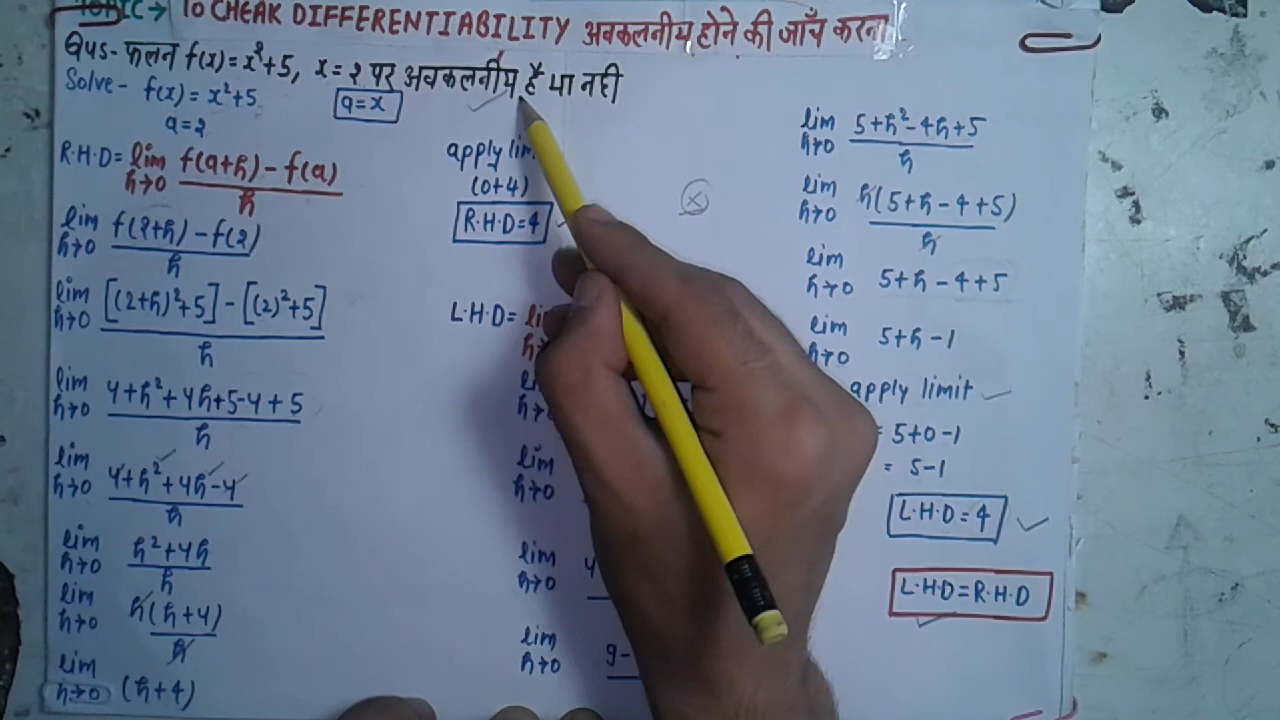 TOPIC → TO CHEAK DIFFERENTIABILITY अवकलनीय होने की जाँच करना
Qus- फलन f(x) = x²+5, x = 2 पर अवकलनीय है या नही
Solve- f(x) = x²+5
a = x
a = 2
R.H.D = lim h→0 f(a+h) - f(a) / h
lim h→0 f(2+h) - f(2) / h
lim h→0 [(2+h)²+5] - [(2)²+5] / h
lim h→0 4+h²+4h+5-4+5 / h
lim h→0 4+h²+4h-4 / h
lim h→0 h²+4h / h
lim h→0 h(h+4) / h
lim h→0 (h+4)
apply
(0+4)
R.H.D = 4
L.H.D =
lim h→0
lim h→0
lim h→0 9-
lim h→0 5+h²-4h+5 / h
lim h→0 h(5+h-4+5) / h
lim h→0 5+h-4+5
lim h→0 5+h-1
apply limit
= 5+0-1
= 5-1
L.H.D = 4
L.H.D = R.H.D